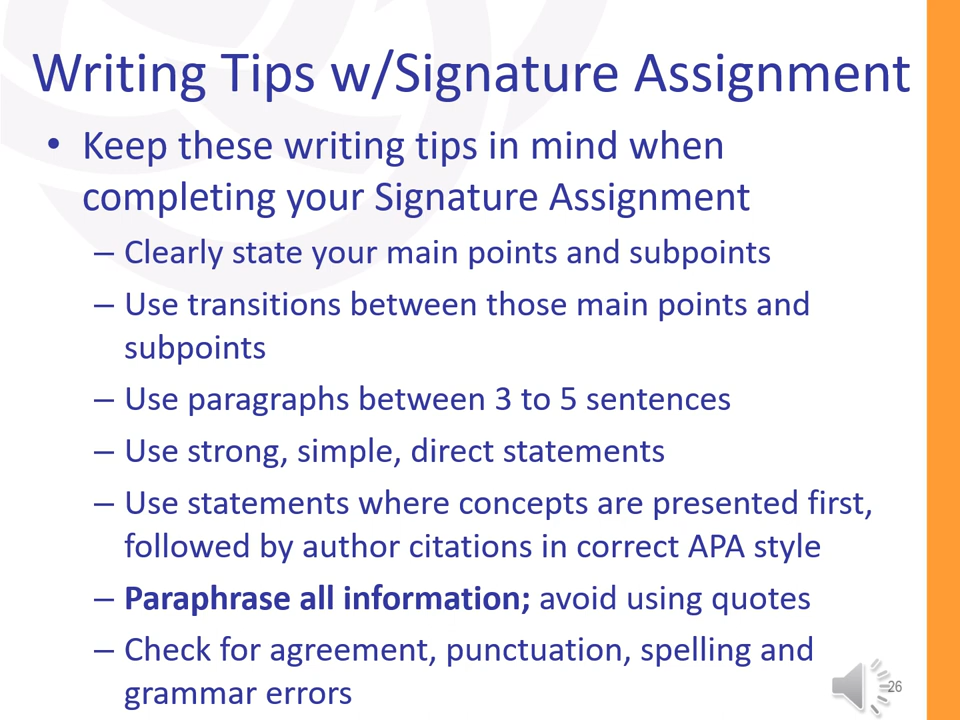 Writing Tips w/Signature Assignment
• Keep these writing tips in mind when
completing your Signature Assignment
– Clearly state your main points and subpoints
– Use transitions between those main points and
subpoints
– Use paragraphs between 3 to 5 sentences
– Use strong, simple, direct statements
– Use statements where concepts are presented first,
followed by author citations in correct APA style
– Paraphrase all information; avoid using quotes
– Check for agreement, punctuation, spelling and
grammar errors
26